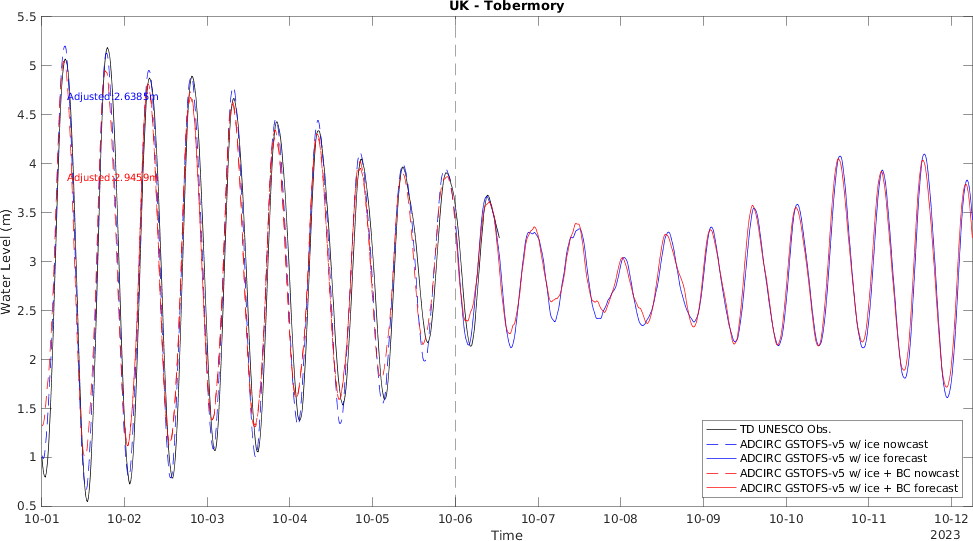 UK - Tobermory
5.5
5
4.5
4
3.5
3
2.5
2
1.5
1
0.5
Water Level (m)
Adjusted:2.6385m
Adjusted:2.9459m
TD UNESCO Obs.
ADCIRC GSTOFS-v5 w/ ice nowcast
ADCIRC GSTOFS-v5 w/ ice forecast
ADCIRC GSTOFS-v5 w/ ice + BC nowcast
ADCIRC GSTOFS-v5 w/ ice + BC forecast
10-01 10-02 10-03 10-04 10-05 10-06 10-07 10-08 10-09 10-10 10-11 10-12
2023
Time